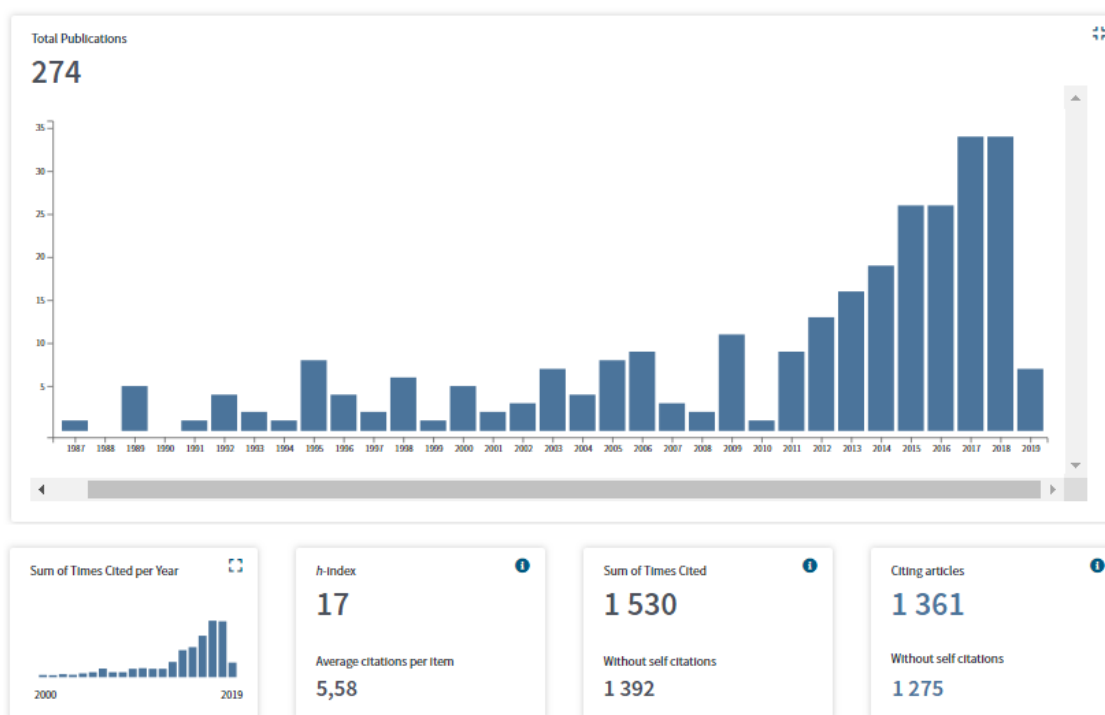 Total Publications
274
35
30
25
20
15
10
5
1987 1988 1989 1990 1991 1992 1993 1994 1995 1996 1997 1998 1999 2000 2001 2002 2003 2004 2005 2006 2007 2008 2009 2010 2011 2012 2013 2014 2015 2016 2017 2018 2019
Sum of Times Cited per Year
2000 2019
h-index
17
Average citations per item
5,58
Sum of Times Cited
1 530
Without self citations
1 392
Citing articles
1 361
Without self citations
1 275